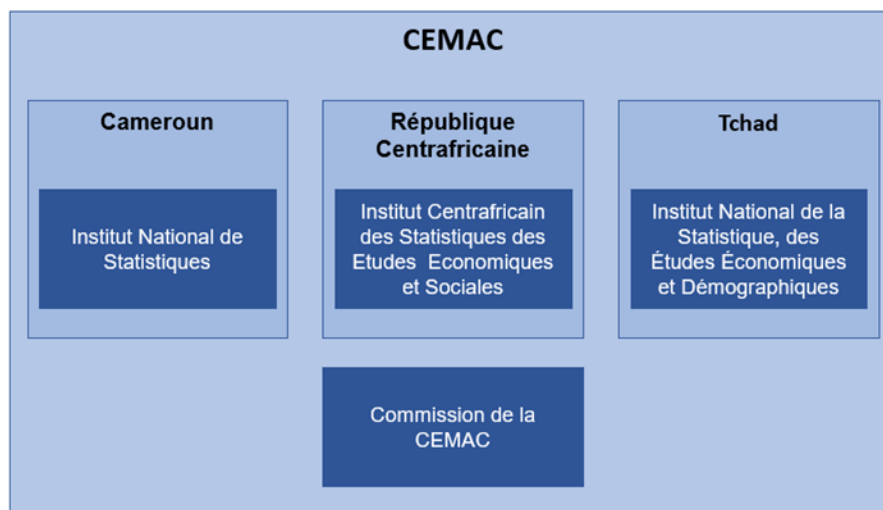 CEMAC
Cameroun
Institut National de
Statistiques
République
Centrafricaine
Institut Centrafricain
des Statistiques des
Etudes Economiques
et Sociales
Tchad
Institut National de la
Statistique, des
Études Économiques
et Démographiques
Commission de la
CEMAC